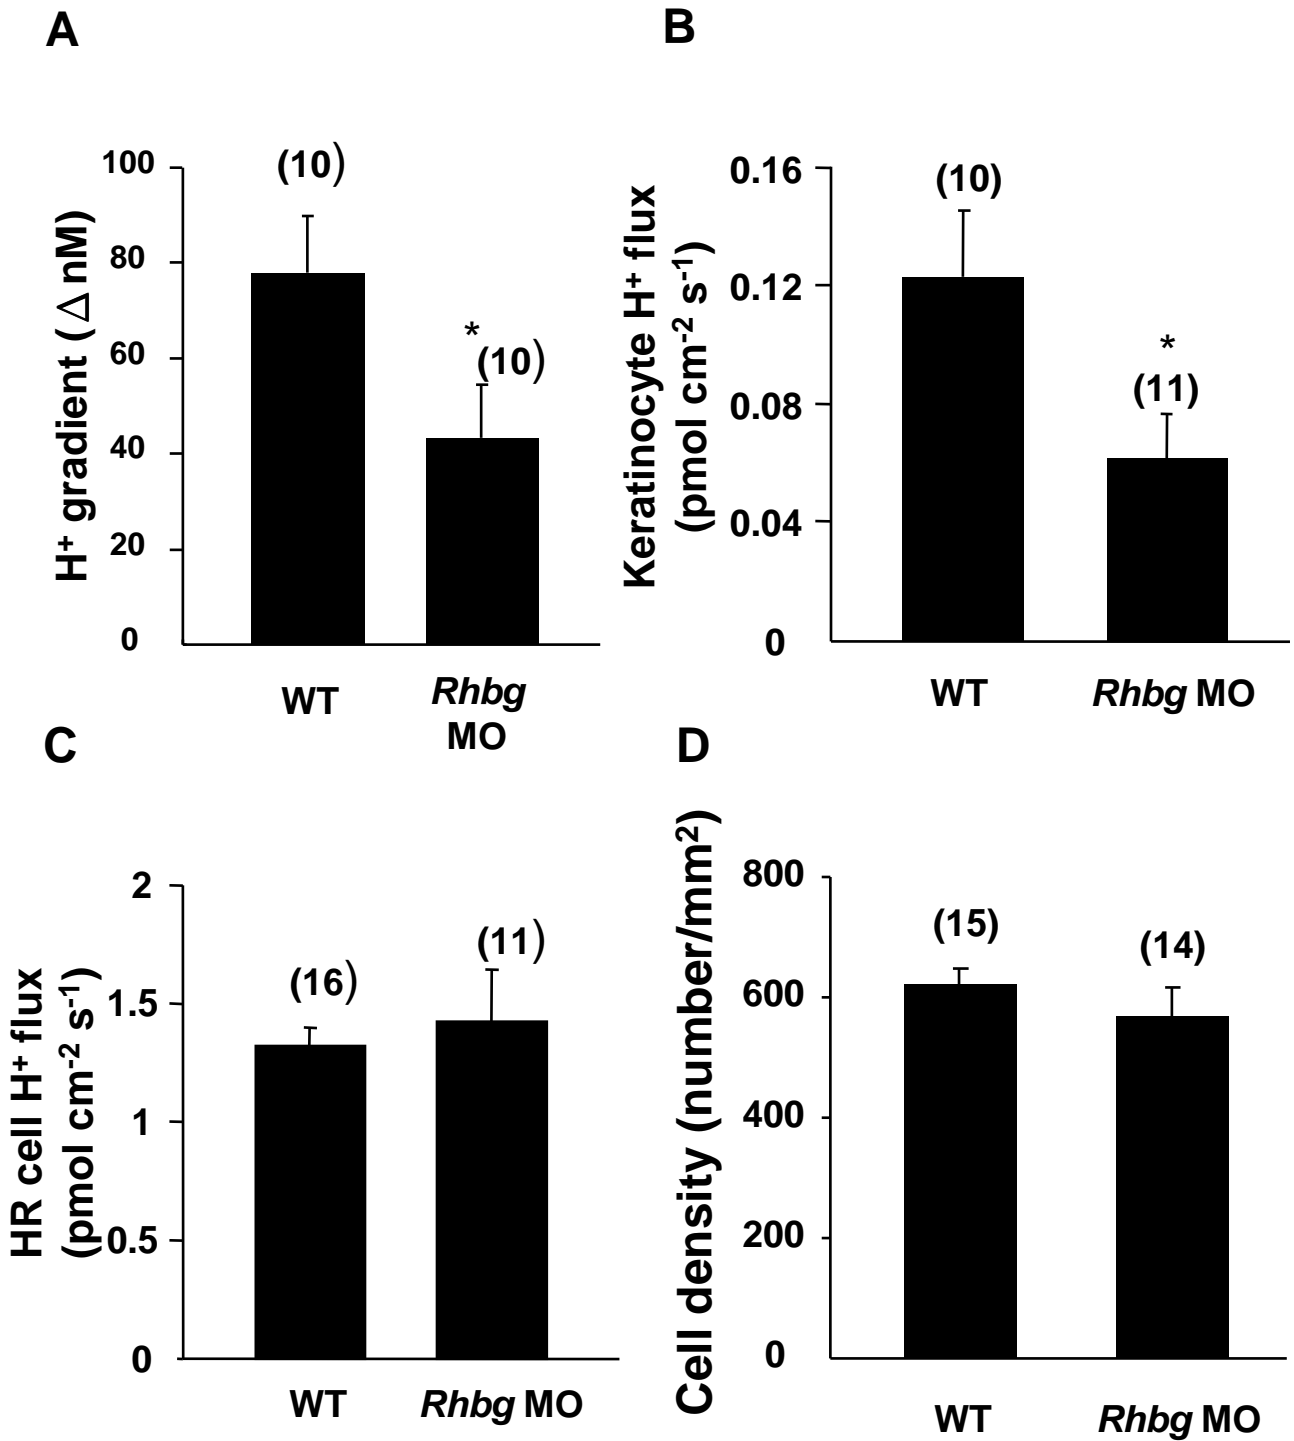 A
H⁺ gradient (△ nM)
100
80
60
40
20
0
(10)
*
(10)
WT
Rhbg
MO
B
Keratinocyte H⁺ flux
(pmol cm⁻² s⁻¹)
0.16
0.12
0.08
0.04
0
(10)
*
(11)
WT
Rhbg MO
C
HR cell H⁺ flux
(pmol cm⁻² s⁻¹)
2
1.5
1
0.5
0
(16)
(11)
WT
Rhbg MO
D
Cell density (number/mm²)
800
600
400
200
0
(15)
(14)
WT
Rhbg MO